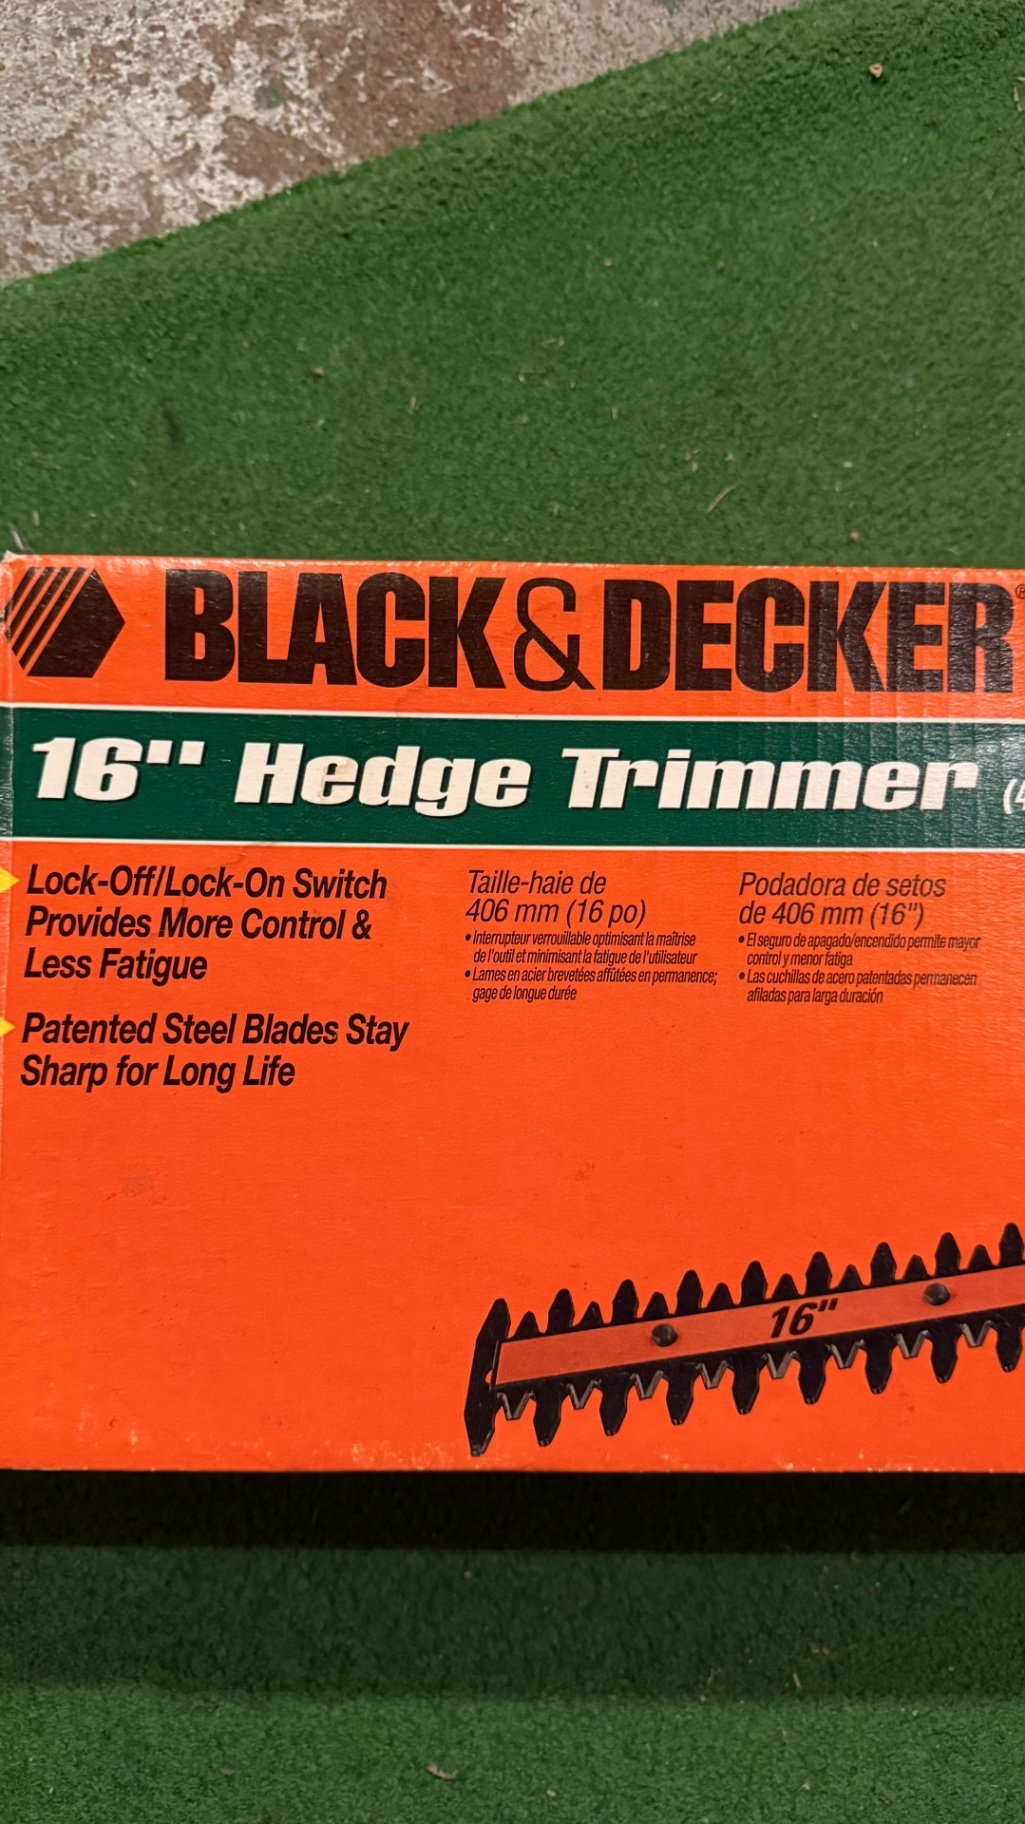 BLACK&DECKER®
16" Hedge Trimmer (4
Lock-Off/Lock-On Switch
Provides More Control &
Less Fatigue
Patented Steel Blades Stay
Sharp for Long Life
Taille-haie de
406 mm (16 po)
• Interrupteur verrouillable optimisant la maîtrise
de l'outil et minimisant la fatigue de l'utilisateur
• Lames en acier brevetées affûtées en permanence;
gage de longue durée
Podadora de setos
de 406 mm (16")
• El seguro de apagado/encendido permite mayor
control y menor fatiga
• Las cuchillas de acero patentadas permanecen
afiladas para larga duración
16"